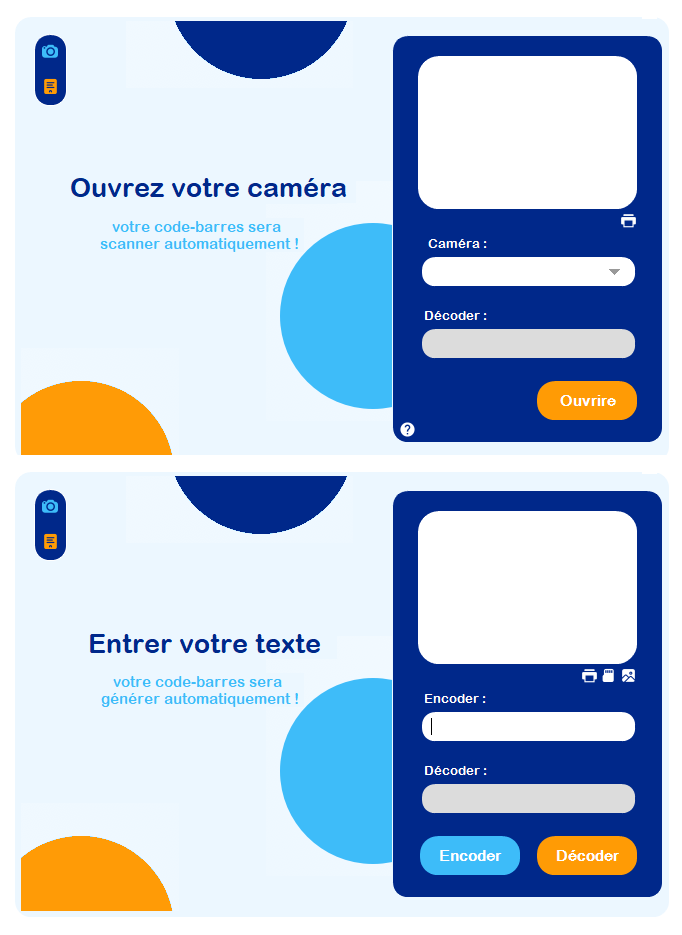 Ouvrez votre caméra
votre code-barres sera
scanner automatiquement !
Caméra :
Décoder :
Ouvrire
?
Entrer votre texte
votre code-barres sera
générer automatiquement !
Encoder :
Décoder :
Encoder
Décoder